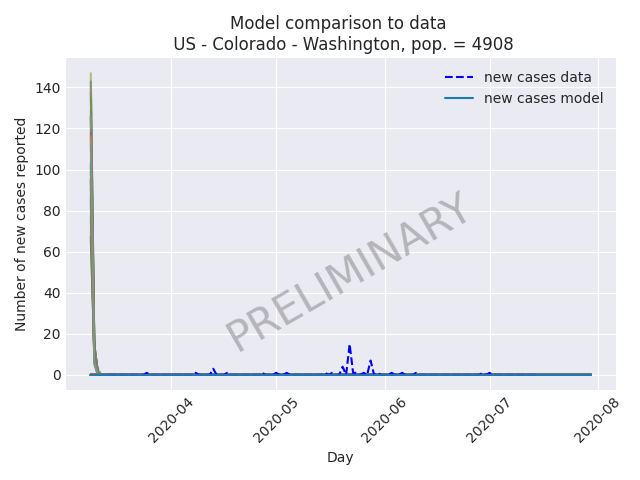 Model comparison to data
US - Colorado - Washington, pop. = 4908
new cases data
new cases model
Number of new cases reported
140
120
100
80
60
40
20
0
PRELIMINARY
2020-04
2020-05
2020-06
2020-07
2020-08
Day